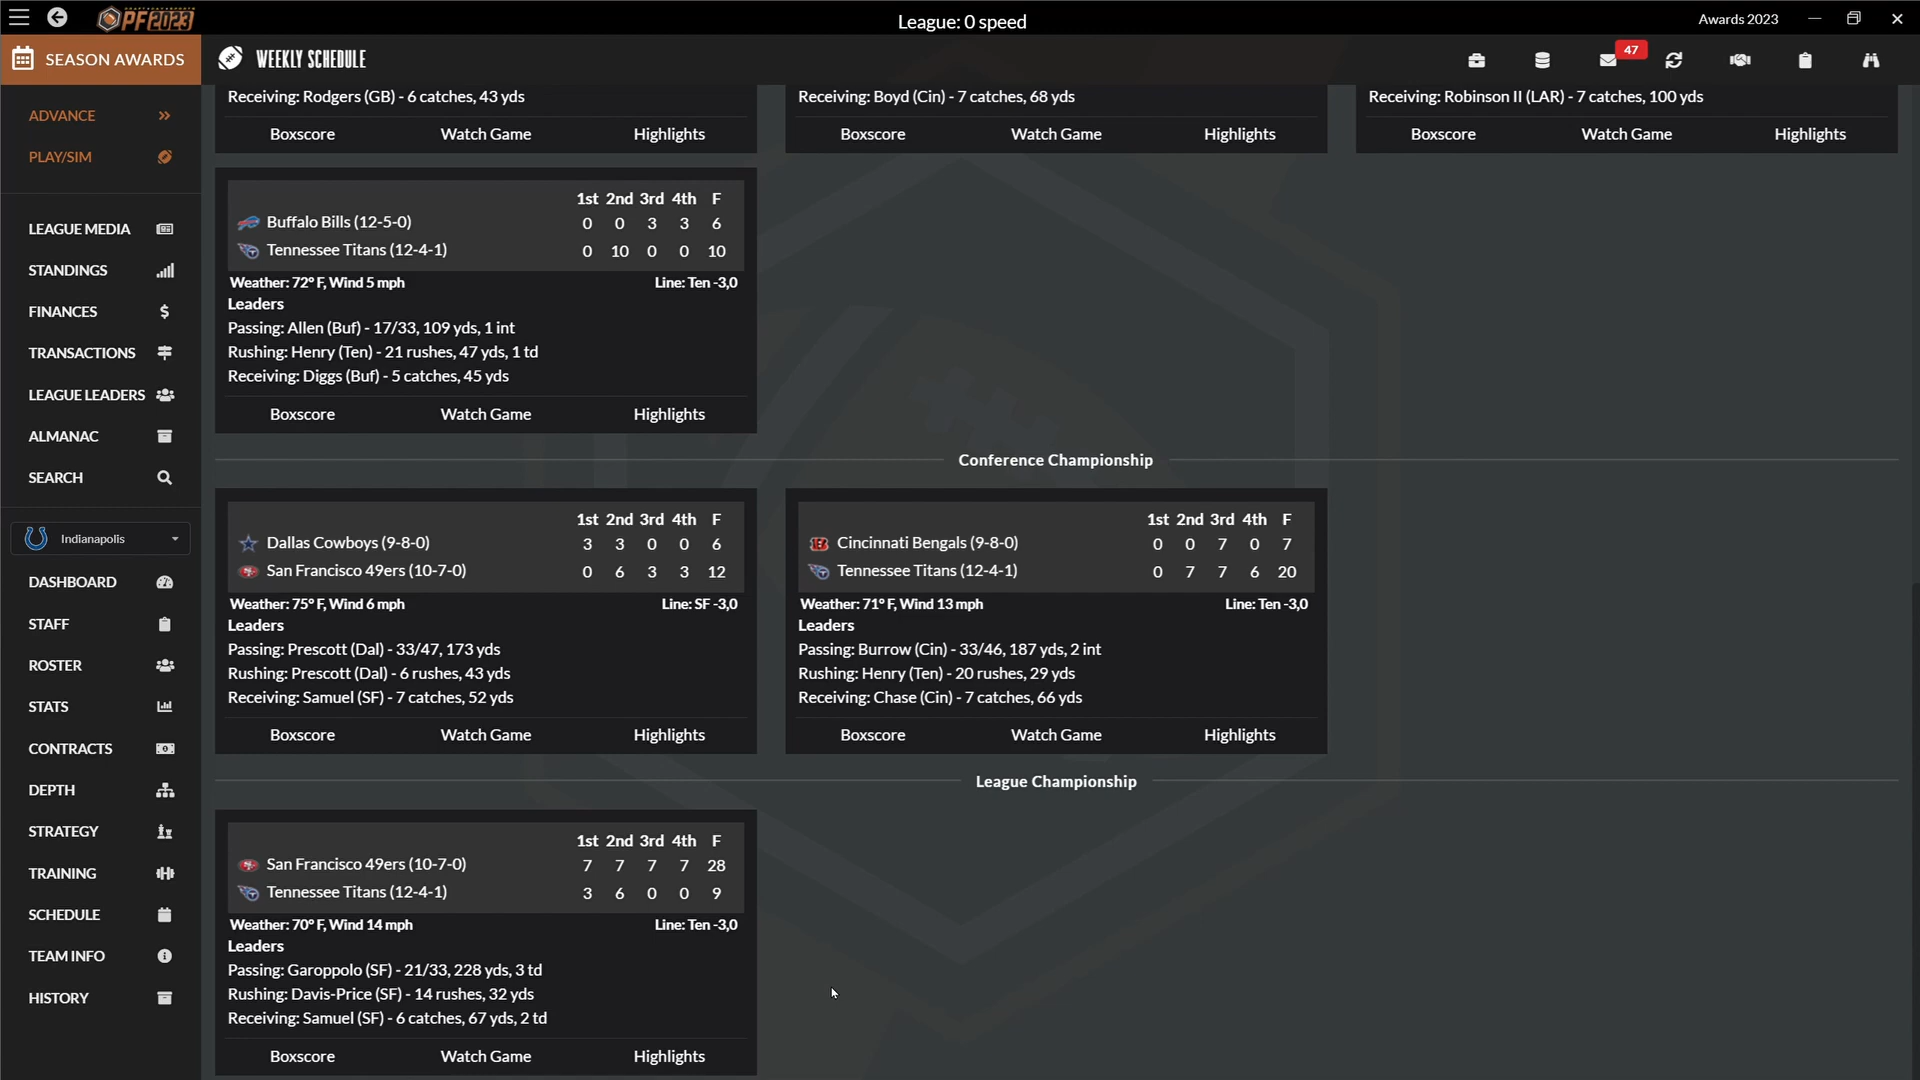 PF2023
League: 0 speed
Awards 2023
SEASON AWARDS
WEEKLY SCHEDULE
47
ADVANCE
PLAY/SIM
LEAGUE MEDIA
STANDINGS
FINANCES
TRANSACTIONS
LEAGUE LEADERS
ALMANAC
SEARCH
Indianapolis
DASHBOARD
STAFF
ROSTER
STATS
CONTRACTS
DEPTH
STRATEGY
TRAINING
SCHEDULE
TEAM INFO
HISTORY
Receiving: Rodgers (GB) - 6 catches, 43 yds
Boxscore Watch Game Highlights
Receiving: Boyd (Cin) - 7 catches, 68 yds
Boxscore Watch Game Highlights
Receiving: Robinson II (LAR) - 7 catches, 100 yds
Boxscore Watch Game Highlights
1st 2nd 3rd 4th F
Buffalo Bills (12-5-0) 0 0 3 3 6
Tennessee Titans (12-4-1) 0 10 0 0 10
Weather: 72º F, Wind 5 mph Line: Ten -3,0
Leaders
Passing: Allen (Buf) - 17/33, 109 yds, 1 int
Rushing: Henry (Ten) - 21 rushes, 47 yds, 1 td
Receiving: Diggs (Buf) - 5 catches, 45 yds
Boxscore Watch Game Highlights
Conference Championship
1st 2nd 3rd 4th F
Dallas Cowboys (9-8-0) 3 3 0 0 6
San Francisco 49ers (10-7-0) 0 6 3 3 12
Weather: 75º F, Wind 6 mph Line: SF -3,0
Leaders
Passing: Prescott (Dal) - 33/47, 173 yds
Rushing: Prescott (Dal) - 6 rushes, 43 yds
Receiving: Samuel (SF) - 7 catches, 52 yds
Boxscore Watch Game Highlights
1st 2nd 3rd 4th F
Cincinnati Bengals (9-8-0) 0 0 7 0 7
Tennessee Titans (12-4-1) 0 7 7 6 20
Weather: 71º F, Wind 13 mph Line: Ten -3,0
Leaders
Passing: Burrow (Cin) - 33/46, 187 yds, 2 int
Rushing: Henry (Ten) - 20 rushes, 29 yds
Receiving: Chase (Cin) - 7 catches, 66 yds
Boxscore Watch Game Highlights
League Championship
1st 2nd 3rd 4th F
San Francisco 49ers (10-7-0) 7 7 7 7 28
Tennessee Titans (12-4-1) 3 6 0 0 9
Weather: 70º F, Wind 14 mph Line: Ten -3,0
Leaders
Passing: Garoppolo (SF) - 21/33, 228 yds, 3 td
Rushing: Davis-Price (SF) - 14 rushes, 32 yds
Receiving: Samuel (SF) - 6 catches, 67 yds, 2 td
Boxscore Watch Game Highlights